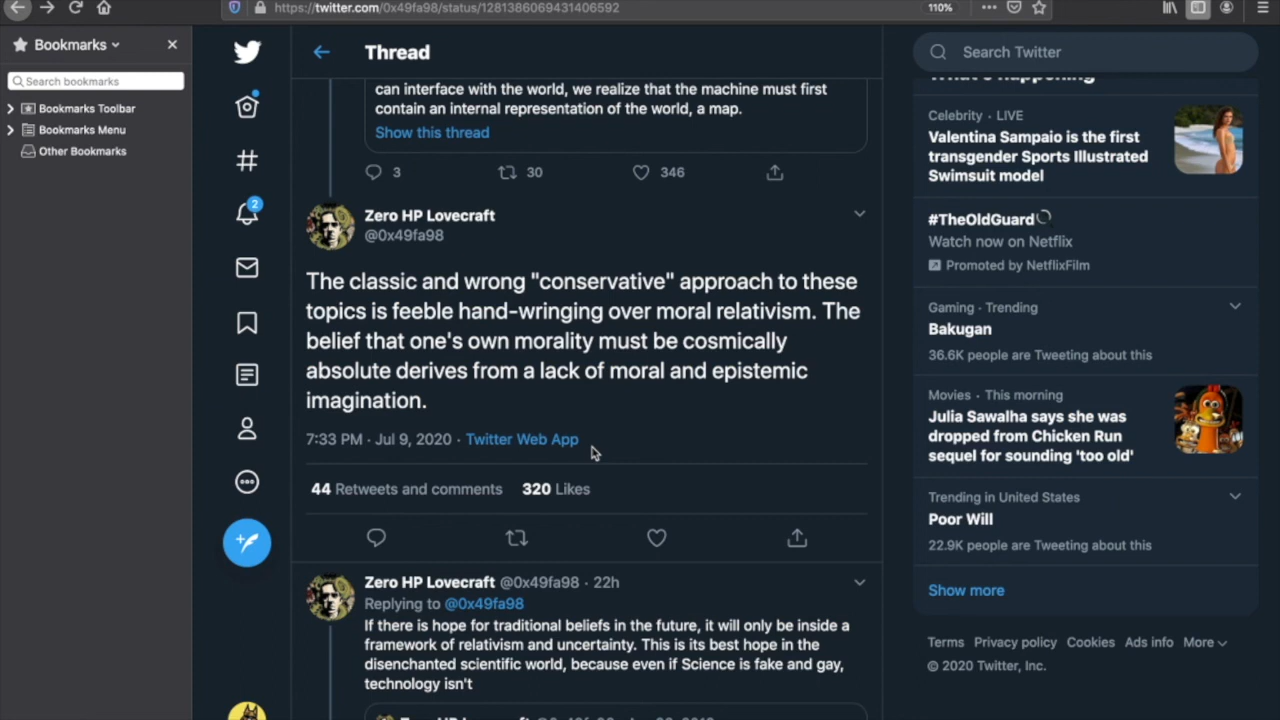 https://twitter.com/0x49fa98/status/1281386069431406592
110%
Bookmarks
Search bookmarks
Bookmarks Toolbar
Bookmarks Menu
Other Bookmarks
2
Thread
can interface with the world, we realize that the machine must first
contain an internal representation of the world, a map.
Show this thread
3
30
346
Zero HP Lovecraft
@0x49fa98
The classic and wrong "conservative" approach to these
topics is feeble hand-wringing over moral relativism. The
belief that one's own morality must be cosmically
absolute derives from a lack of moral and epistemic
imagination.
7:33 PM · Jul 9, 2020 · Twitter Web App
44 Retweets and comments 320 Likes
Zero HP Lovecraft @0x49fa98 · 22h
Replying to @0x49fa98
If there is hope for traditional beliefs in the future, it will only be inside a
framework of relativism and uncertainty. This is its best hope in the
disenchanted scientific world, because even if Science is fake and gay,
technology isn't
Search Twitter
What's happening
Celebrity · LIVE
Valentina Sampaio is the first
transgender Sports Illustrated
Swimsuit model
#TheOldGuard
Watch now on Netflix
Promoted by NetflixFilm
Gaming · Trending
Bakugan
36.6K people are Tweeting about this
Movies · This morning
Julia Sawalha says she was
dropped from Chicken Run
sequel for sounding 'too old'
Trending in United States
Poor Will
22.9K people are Tweeting about this
Show more
Terms Privacy policy Cookies Ads info More
© 2020 Twitter, Inc.